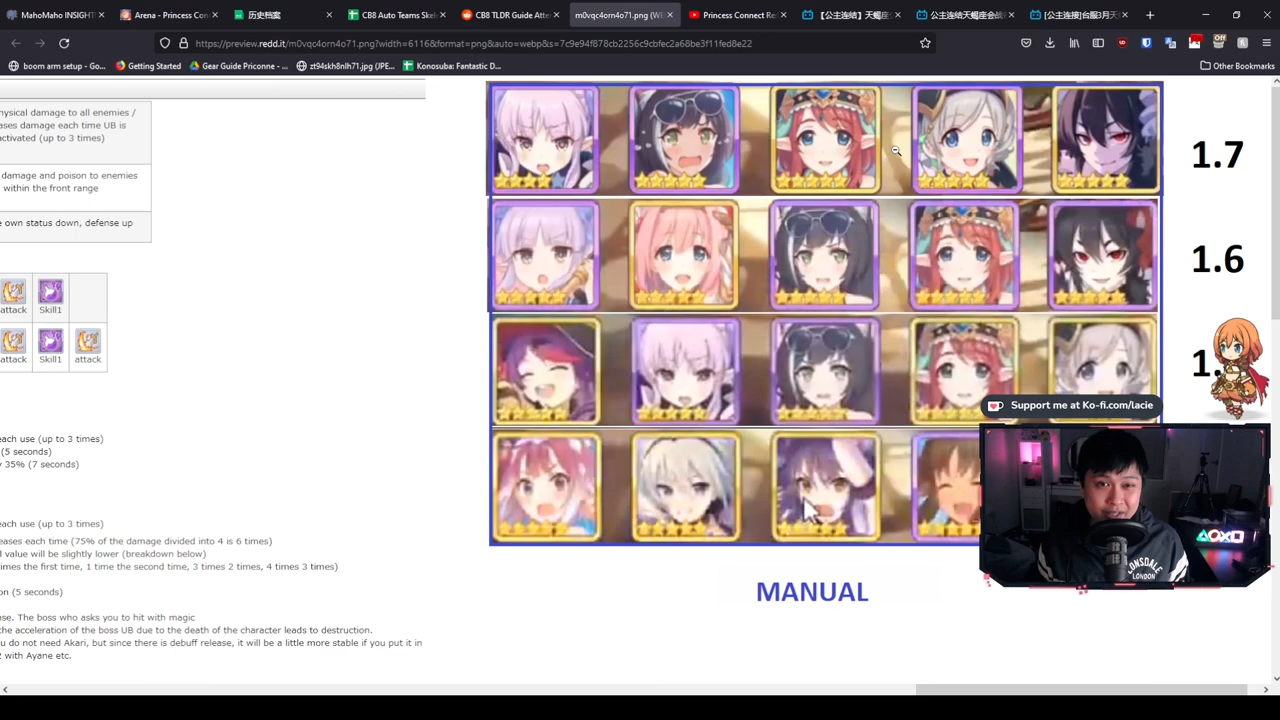 MahoMaho INSIGHT
Arena - Princess Con
历史档案
CB8 Auto Teams Skele
CB8 TLDR Guide Atte
m0vqc4orn4o71.png (WE
Princess Connect Re:
【公主连结】天蝎座
公主连结天蝎座会战
[公主连接]台服3月天
Off
https://preview.redd.it/m0vqc4orn4o71.png?width=6116&format=png&auto=webp&s=7c9e94f878cb2256c9cbfec2a68be3f11fed8e22
boom arm setup - Go...
Getting Started
Gear Guide Priconne - ...
zt94skh8nlh71.jpg (JPE...
Konosuba: Fantastic D...
Other Bookmarks
hysical damage to all enemies /
ases damage each time UB is
activated (up to 3 times)
damage and poison to enemies
within the front range
e own status down, defense up
attack
Skill1
attack
Skill1
attack
each use (up to 3 times)
(5 seconds)
y 35% (7 seconds)
each use (up to 3 times)
eases each time (75% of the damage divided into 4 is 6 times)
l value will be slightly lower (breakdown below)
imes the first time, 1 time the second time, 3 times 2 times, 4 times 3 times)
on (5 seconds)
nse. The boss who asks you to hit with magic
the acceleration of the boss UB due to the death of the character leads to destruction.
u do not need Akari, but since there is debuff release, it will be a little more stable if you put it in
with Ayane etc.
1.7
1.6
1.
Support me at Ko-fi.com/lacie
LONSDALE
LONDON
MANUAL